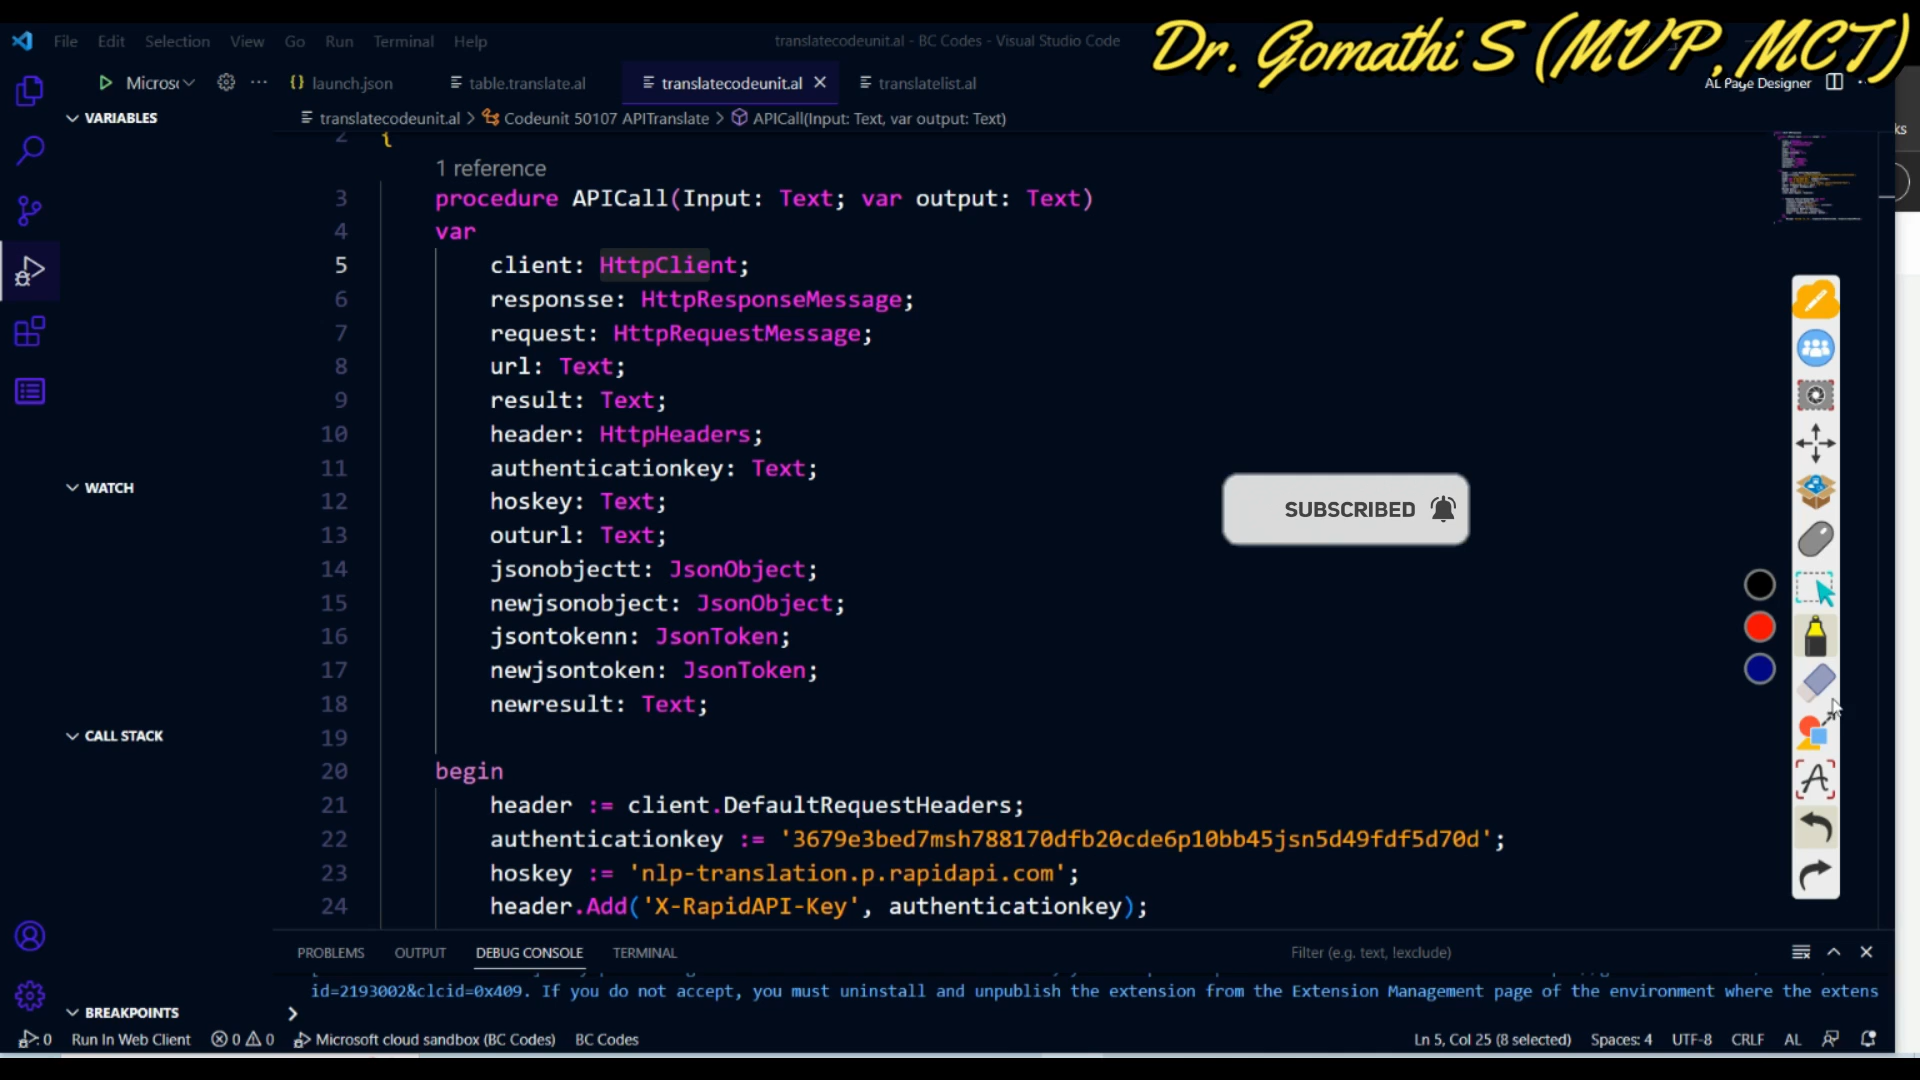 Dr. Gomathi S (MVP, MCT)
File Edit Selection View Go Run Terminal Help
translatecodeunit.al - BC Codes - Visual Studio Code
Micros
launch.json
table.translate.al
translatecodeunit.al
translatelist.al
AL Page Designer
VARIABLES
translatecodeunit.al > Codeunit 50107 APITranslate > APICall(Input: Text, var output: Text)
ks
2 {
1 reference
3 procedure APICall(Input: Text; var output: Text)
4 var
5 client: HttpClient;
6 responsse: HttpResponseMessage;
7 request: HttpRequestMessage;
8 url: Text;
9 result: Text;
10 header: HttpHeaders;
11 authenticationkey: Text;
12 hoskey: Text;
13 outurl: Text;
14 jsonobjectt: JsonObject;
15 newjsonobject: JsonObject;
16 jsontokenn: JsonToken;
17 newjsontoken: JsonToken;
18 newresult: Text;
19
20 begin
21 header := client.DefaultRequestHeaders;
22 authenticationkey := '3679e3bed7msh788170dfb20cde6p10bb45jsn5d49fdf5d70d';
23 hoskey := 'nlp-translation.p.rapidapi.com';
24 header.Add('X-RapidAPI-Key', authenticationkey);
WATCH
SUBSCRIBED
CALL STACK
BREAKPOINTS
PROBLEMS OUTPUT DEBUG CONSOLE TERMINAL
Filter (e.g. text, !exclude)
id=2193002&clcid=0x409. If you do not accept, you must uninstall and unpublish the extension from the Extension Management page of the environment where the extens
0 Run In Web Client 0 0 Microsoft cloud sandbox (BC Codes) BC Codes
Ln 5, Col 25 (8 selected) Spaces: 4 UTF-8 CRLF AL